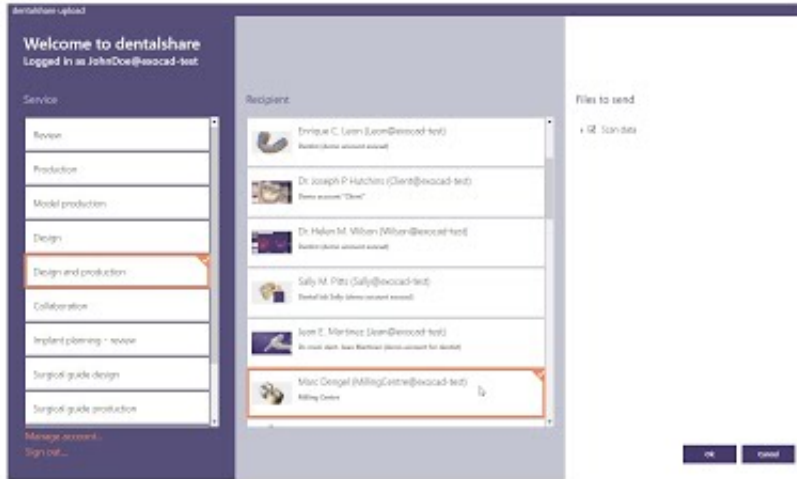 dentalshare upload
Welcome to dentalshare
Logged in as JohnDoe@exocad-test
Service
Review
Production
Model production
Design
Design and production
Collaboration
Implant planning - review
Surgical guide design
Surgical guide production
Manage account...
Sign out...
Recipient
Enrique C. Leon (Leon@exocad-test)
Dentist (demo account exocad)
Dr. Joseph P. Hutchins (Client@exocad-test)
Demo account "Client"
Dr. Helen M. Wilson (Wilson@exocad-test)
Dentist (demo account exocad)
Sally M. Pitts (Sally@exocad-test)
Dental lab Sally (demo account exocad)
Juan E. Martinez (Juan@exocad-test)
Dr. med. dent. Juan Martinez (demo account for dentist)
Marc Dengel (MillingCentre@exocad-test)
Milling Centre
Files to send
Scan data
OK
Cancel